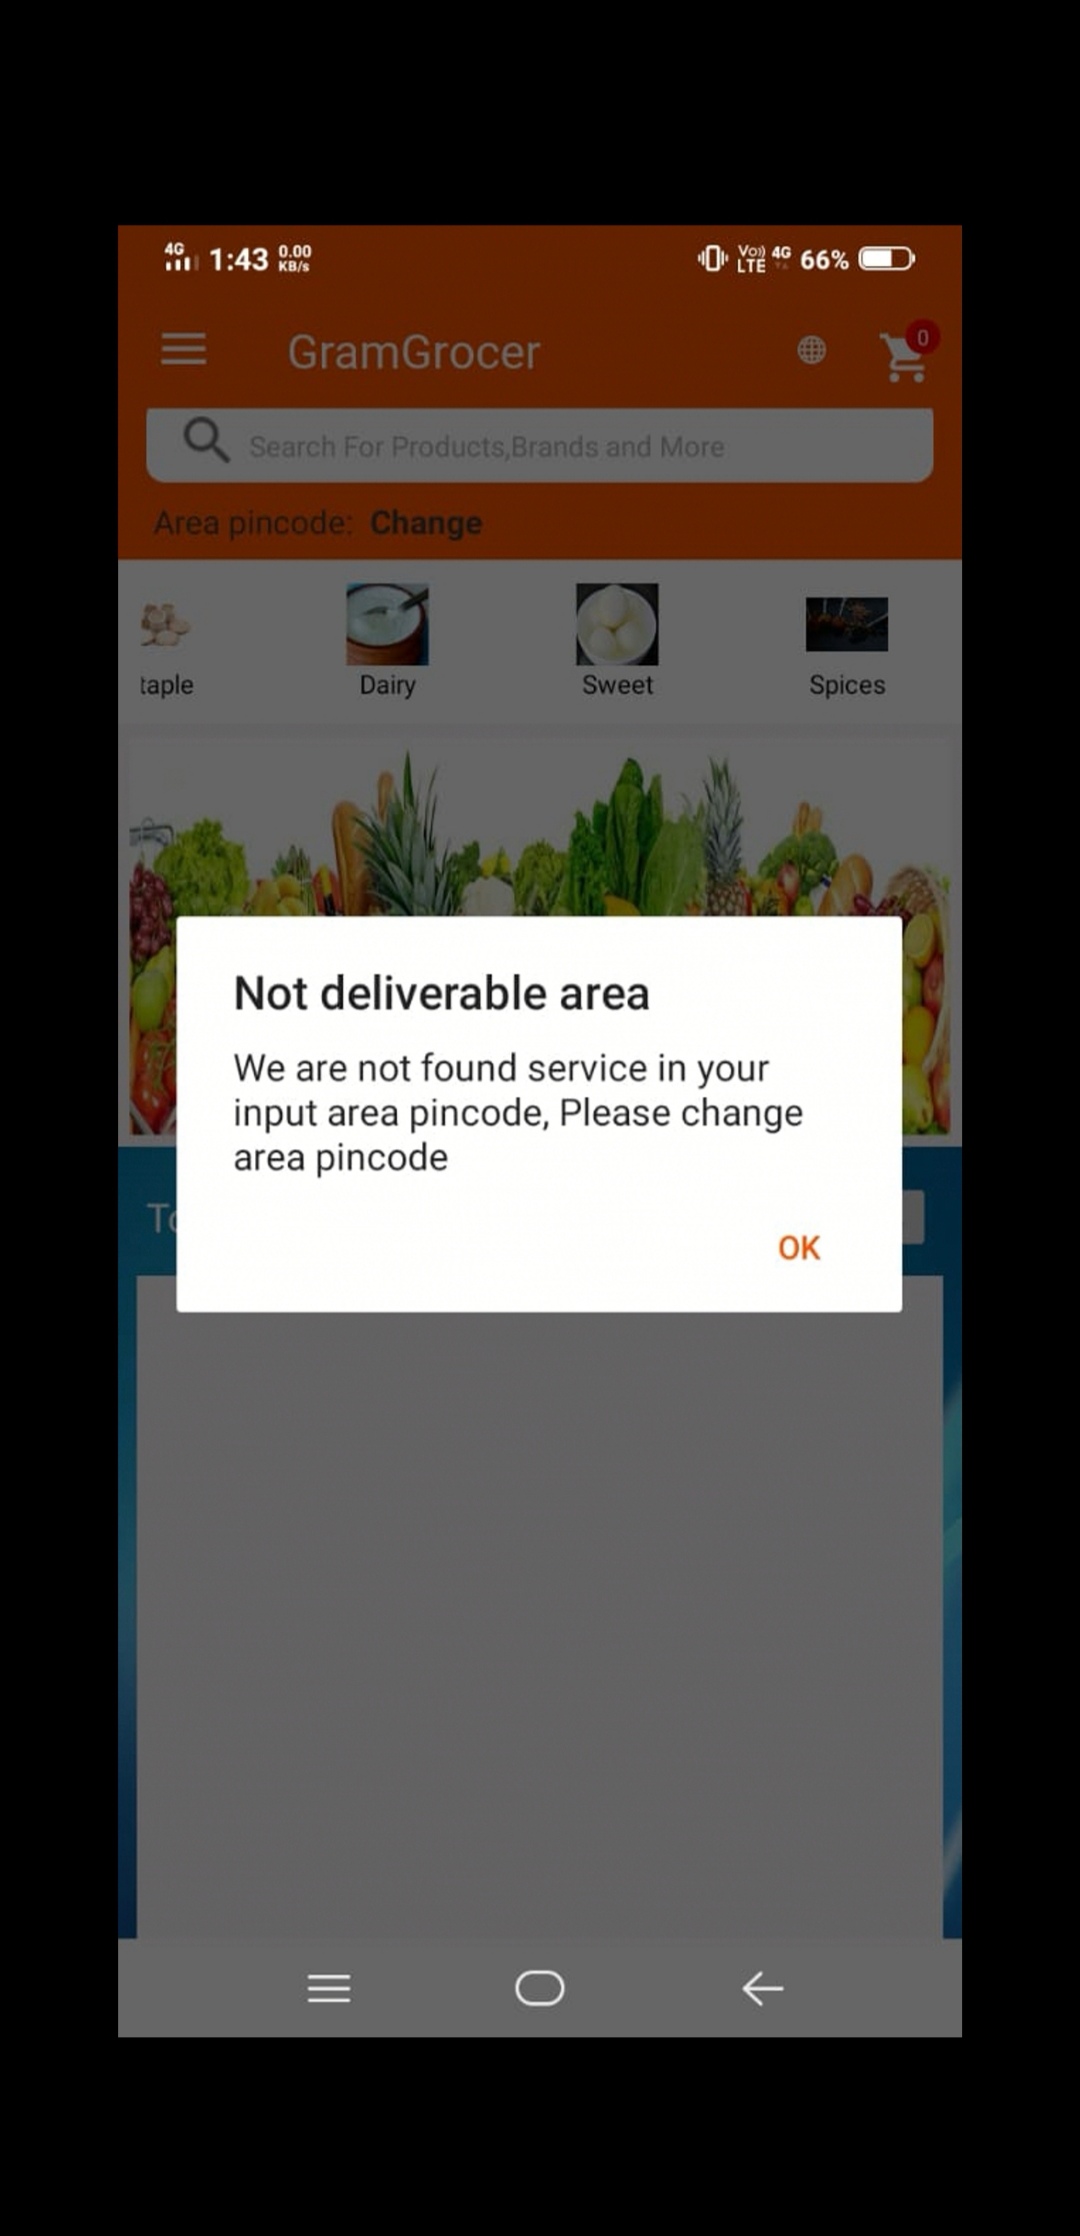 4G 1:43 0.00 KB/s Vo)) LTE 4G 66%
GramGrocer 0
Search For Products,Brands and More
Area pincode: Change
taple Dairy Sweet Spices
Not deliverable area
We are not found service in your
input area pincode, Please change
area pincode
OK